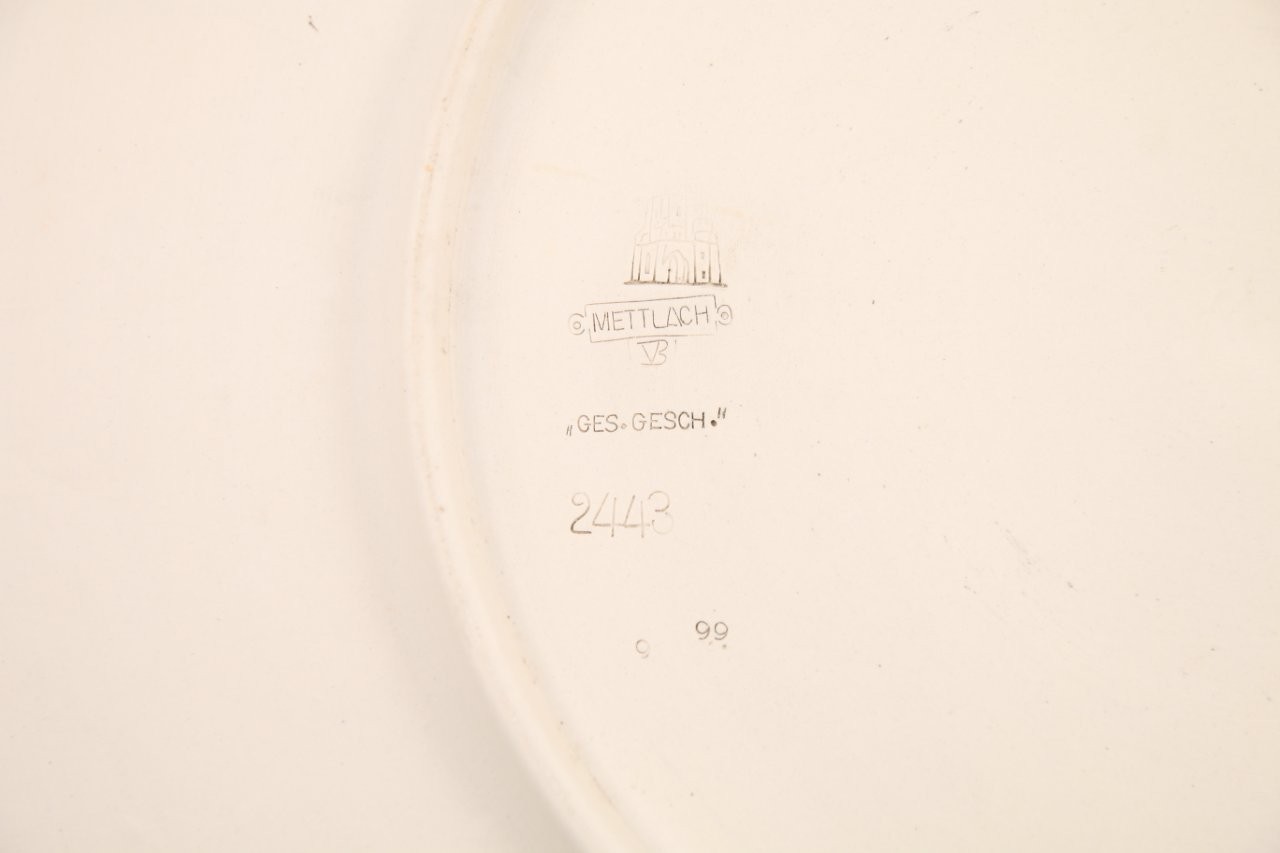 METTLACH
VB
„GES. GESCH."
2443
9 99